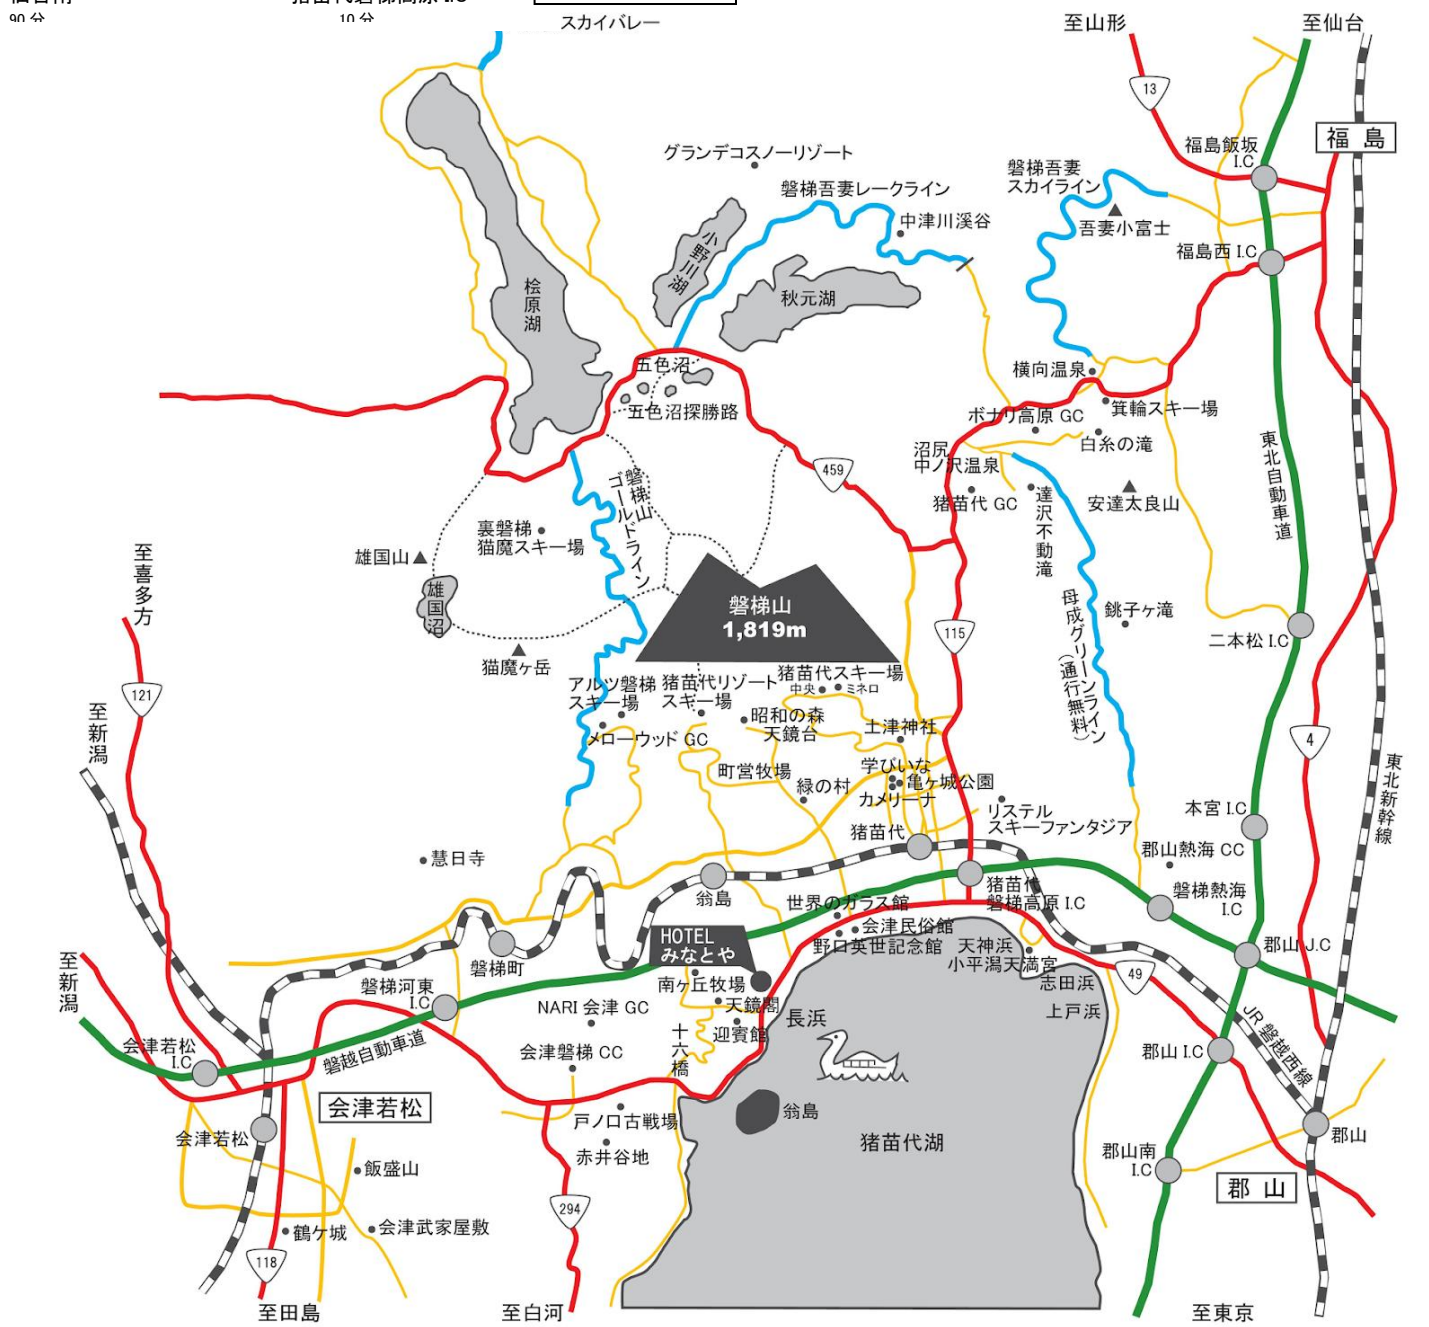 90 分
10 分
スカイバレー
至山形
至仙台
13
福 島
福島飯坂
I.C
グランデコスノーリゾート
磐梯吾妻レークライン
中津川渓谷
磐梯吾妻
スカイライン
吾妻小富士
福島西 I.C
小野川湖
秋元湖
桧原湖
五色沼
五色沼探勝路
横向温泉
箕輪スキー場
ボナリ高原 GC
白糸の滝
沼尻
中ノ沢温泉
猪苗代 GC
達沢不動滝
安達太良山
東北自動車道
459
磐梯山
ゴールドライン
裏磐梯
猫魔スキー場
雄国山
雄国沼
猫魔ヶ岳
至喜多方
磐梯山
1,819m
115
母成グリーンライン
(通行無料)
銚子ヶ滝
二本松 I.C
121
至新潟
アルツ磐梯
スキー場
猪苗代リゾート
スキー場
猪苗代スキー場
中央
ミネロ
メローウッド GC
昭和の森
天鏡台
土津神社
町営牧場
緑の村
学びいな
亀ヶ城公園
カメリーナ
リステル
スキーファンタジア
4
東北新幹線
本宮 I.C
猪苗代
郡山熱海 CC
慧日寺
翁島
猪苗代
磐梯高原 I.C
磐梯熱海
I.C
世界のガラス館
会津民俗館
野口英世記念館
天神浜
小平潟天満宮
志田浜
上戸浜
49
郡山 J.C
HOTEL
みなとや
磐梯町
至新潟
磐梯河東
I.C
南ヶ丘牧場
天鏡閣
迎賓館
長浜
NARI 会津 GC
会津磐梯 CC
十六橋
会津若松
I.C
磐越自動車道
JR 磐越西線
郡山 I.C
会津若松
会津若松
戸ノ口古戦場
赤井谷地
翁島
猪苗代湖
郡山
郡山南
I.C
郡 山
飯盛山
鶴ケ城
会津武家屋敷
294
118
至田島
至白河
至東京